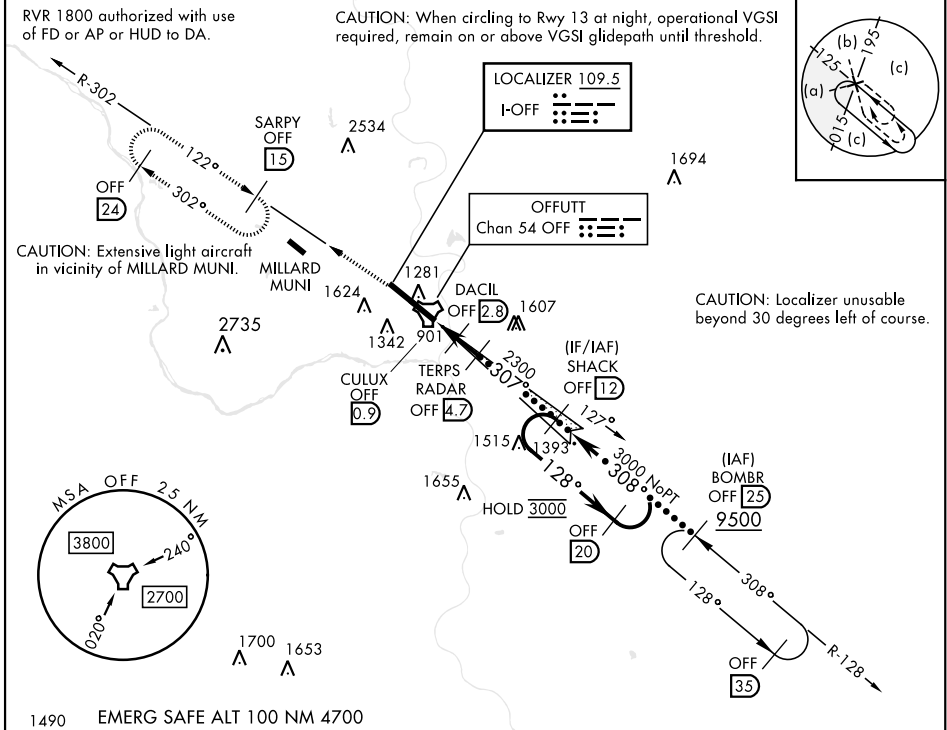 RVR 1800 authorized with use
of FD or AP or HUD to DA.
CAUTION: When circling to Rwy 13 at night, operational VGSI
required, remain on or above VGSI glidepath until threshold.
LOCALIZER 109.5
I-OFF
(b)
195
125
(c)
(a)
015
(c)
R-302
SARPY
OFF
15
2534
1694
122°
302°
OFF
24
OFFUTT
Chan 54 OFF
CAUTION: Extensive light aircraft
in vicinity of MILLARD MUNI.
MILLARD
MUNI
1281
1624
DACIL
OFF 2.8
1607
CAUTION: Localizer unusable
beyond 30 degrees left of course.
2735
1342
901
CULUX
OFF
0.9
TERPS
RADAR
OFF 4.7
2300
307°
(IF/IAF)
SHACK
OFF 12
127°
1515
1393
128°
3000 NoPT
308°
1655
HOLD 3000
(IAF)
BOMBR
OFF 25
9500
OFF
20
MSA OFF 25 NM
3800
240°
2700
020°
308°
128°
R-128
OFF
35
1700
1653
1490
EMERG SAFE ALT 100 NM 4700